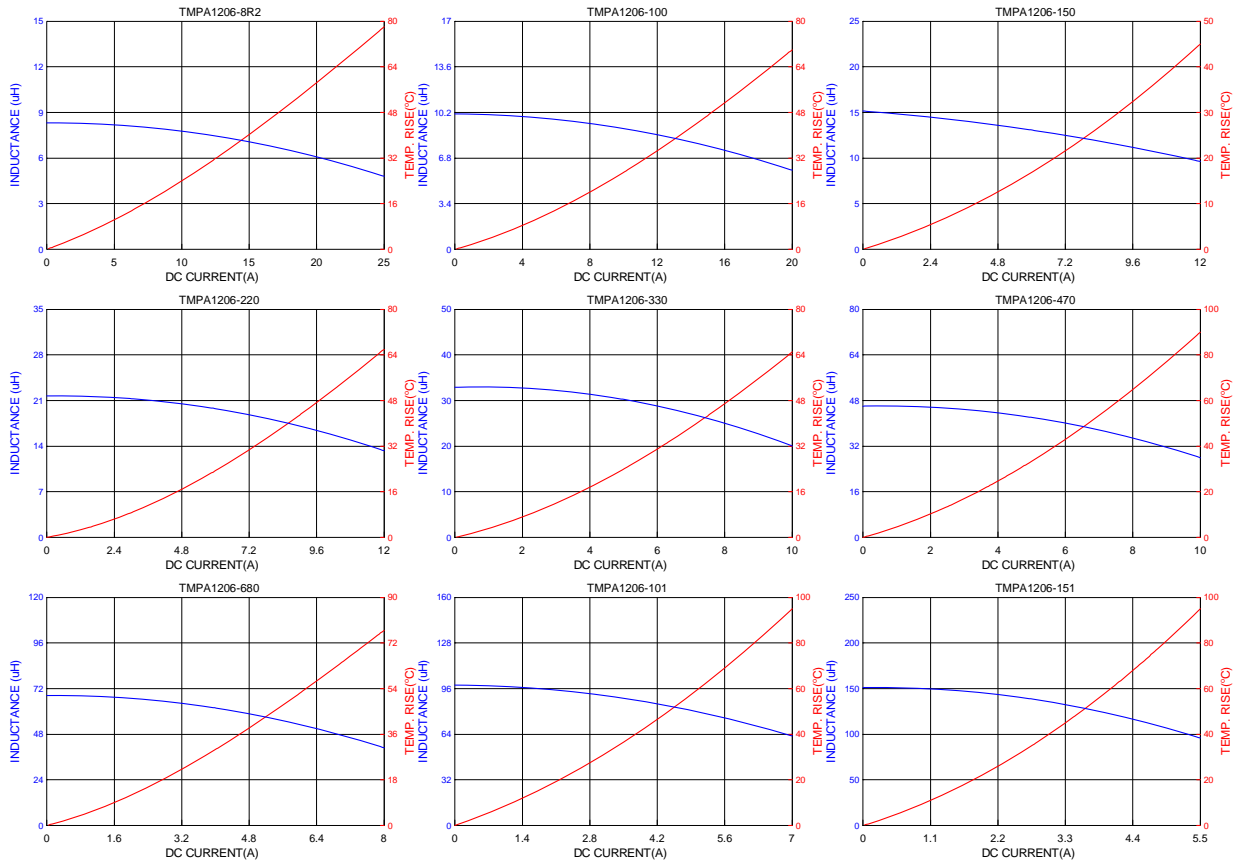 TMPA1206-8R2
15
12
9
6
3
0
INDUCTANCE (uH)
80
64
48
32
16
0
TEMP. RISE(°C)
0 5 10 15 20 25
DC CURRENT(A)
TMPA1206-100
17
13.6
10.2
6.8
3.4
0
INDUCTANCE (uH)
80
64
48
32
16
0
TEMP. RISE(°C)
0 4 8 12 16 20
DC CURRENT(A)
TMPA1206-150
25
20
15
10
5
0
INDUCTANCE (uH)
50
40
30
20
10
0
TEMP. RISE(°C)
0 2.4 4.8 7.2 9.6 12
DC CURRENT(A)
TMPA1206-220
35
28
21
14
7
0
INDUCTANCE (uH)
80
64
48
32
16
0
TEMP. RISE(°C)
0 2.4 4.8 7.2 9.6 12
DC CURRENT(A)
TMPA1206-330
50
40
30
20
10
0
INDUCTANCE (uH)
80
64
48
32
16
0
TEMP. RISE(°C)
0 2 4 6 8 10
DC CURRENT(A)
TMPA1206-470
80
64
48
32
16
0
INDUCTANCE (uH)
100
80
60
40
20
0
TEMP. RISE(°C)
0 2 4 6 8 10
DC CURRENT(A)
TMPA1206-680
120
96
72
48
24
0
INDUCTANCE (uH)
90
72
54
36
18
0
TEMP. RISE(°C)
0 1.6 3.2 4.8 6.4 8
DC CURRENT(A)
TMPA1206-101
160
128
96
64
32
0
INDUCTANCE (uH)
100
80
60
40
20
0
TEMP. RISE(°C)
0 1.4 2.8 4.2 5.6 7
DC CURRENT(A)
TMPA1206-151
250
200
150
100
50
0
INDUCTANCE (uH)
100
80
60
40
20
0
TEMP. RISE(°C)
0 1.1 2.2 3.3 4.4 5.5
DC CURRENT(A)